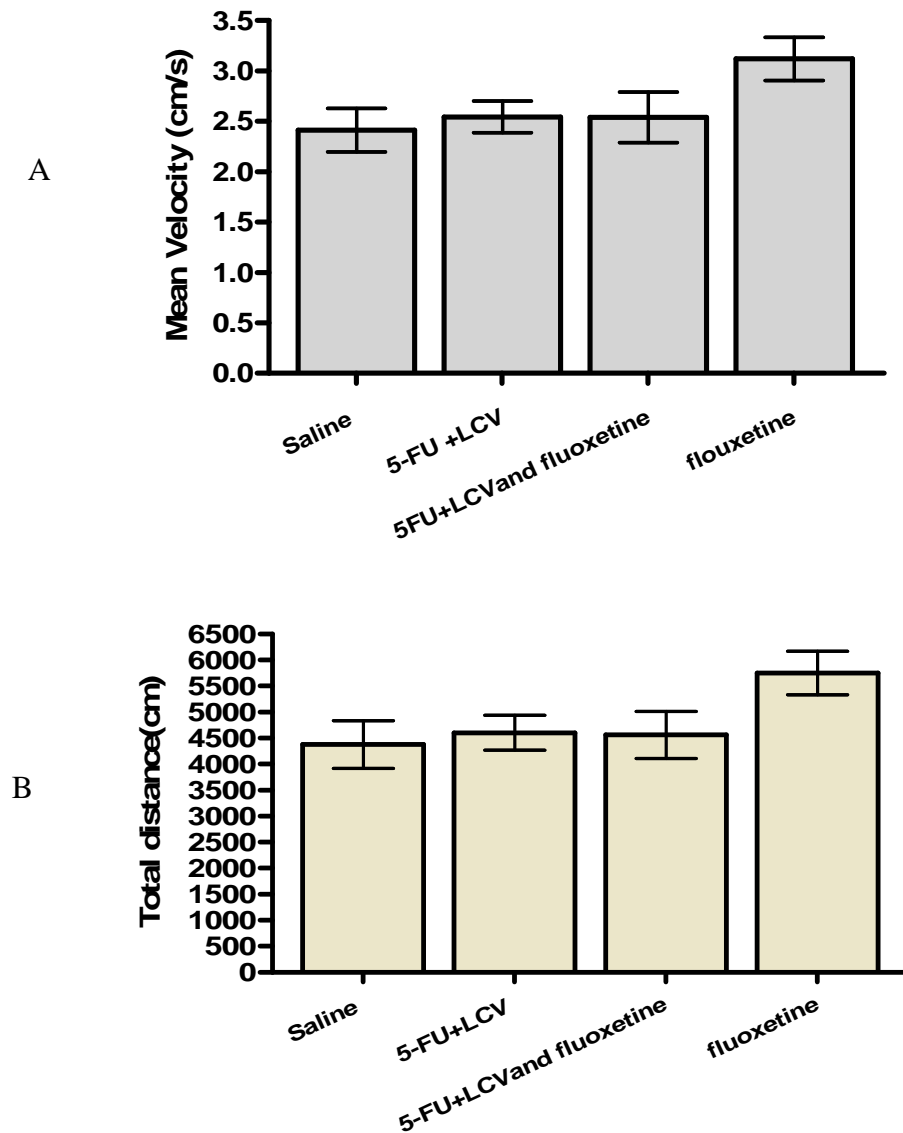 A
Mean Velocity (cm/s)
3.5
3.0
2.5
2.0
1.5
1.0
0.5
0.0
Saline
5-FU +LCV
5FU+LCVand fluoxetine
flouxetine
B
Total distance(cm)
6500
6000
5500
5000
4500
4000
3500
3000
2500
2000
1500
1000
500
0
Saline
5-FU+LCV
5-FU+LCVand fluoxetine
fluoxetine